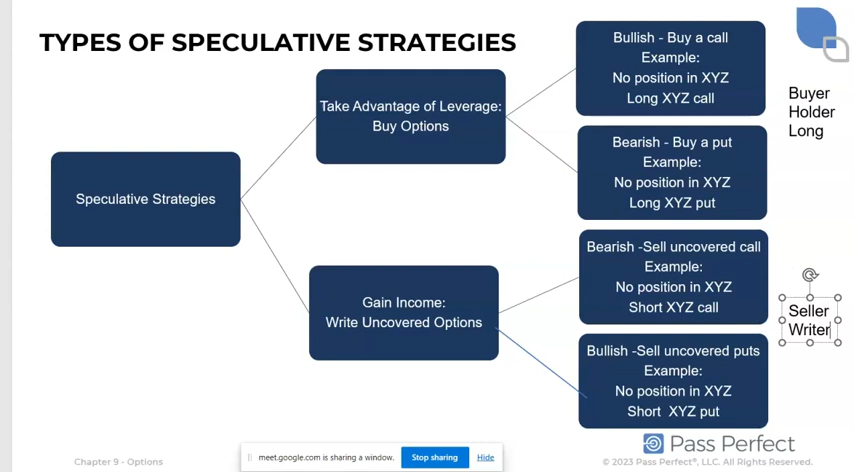 TYPES OF SPECULATIVE STRATEGIES
Speculative Strategies
Take Advantage of Leverage:
Buy Options
Gain Income:
Write Uncovered Options
Bullish - Buy a call
Example:
No position in XYZ
Long XYZ call
Bearish - Buy a put
Example:
No position in XYZ
Long XYZ put
Bearish -Sell uncovered call
Example:
No position in XYZ
Short XYZ call
Bullish -Sell uncovered puts
Example:
No position in XYZ
Short XYZ put
Buyer
Holder
Long
Seller
Writer
Pass Perfect
Chapter 9 - Options
meet.google.com is sharing a window.
Stop sharing
Hide
© 2023 Pass Perfect®, LLC. All Rights Reserved.